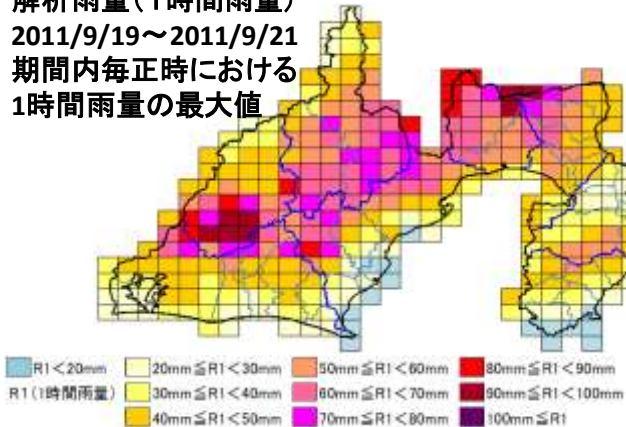 解析雨量(1時間雨量)
2011/9/19～2011/9/21
期間内毎正時における
1時間雨量の最大値
R1<20mm 20mm≦R1<30mm 50mm≦R1<60mm 80mm≦R1<90mm
R1(1時間雨量) 30mm≦R1<40mm 60mm≦R1<70mm 90mm≦R1<100mm
40mm≦R1<50mm 70mm≦R1<80mm 100mm≦R1